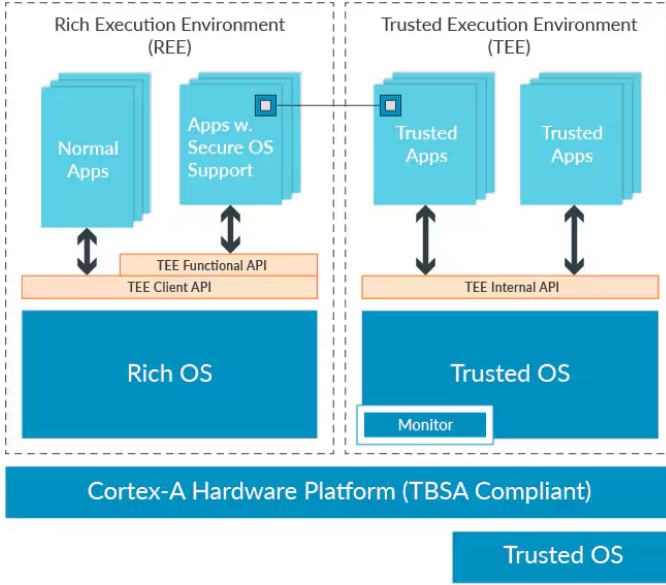 Rich Execution Environment
(REE)
Trusted Execution Environment
(TEE)
Normal
Apps
Apps w.
Secure OS
Support
Trusted
Apps
Trusted
Apps
TEE Functional API
TEE Client API
TEE Internal API
Rich OS
Trusted OS
Monitor
Cortex-A Hardware Platform (TBSA Compliant)
Trusted OS